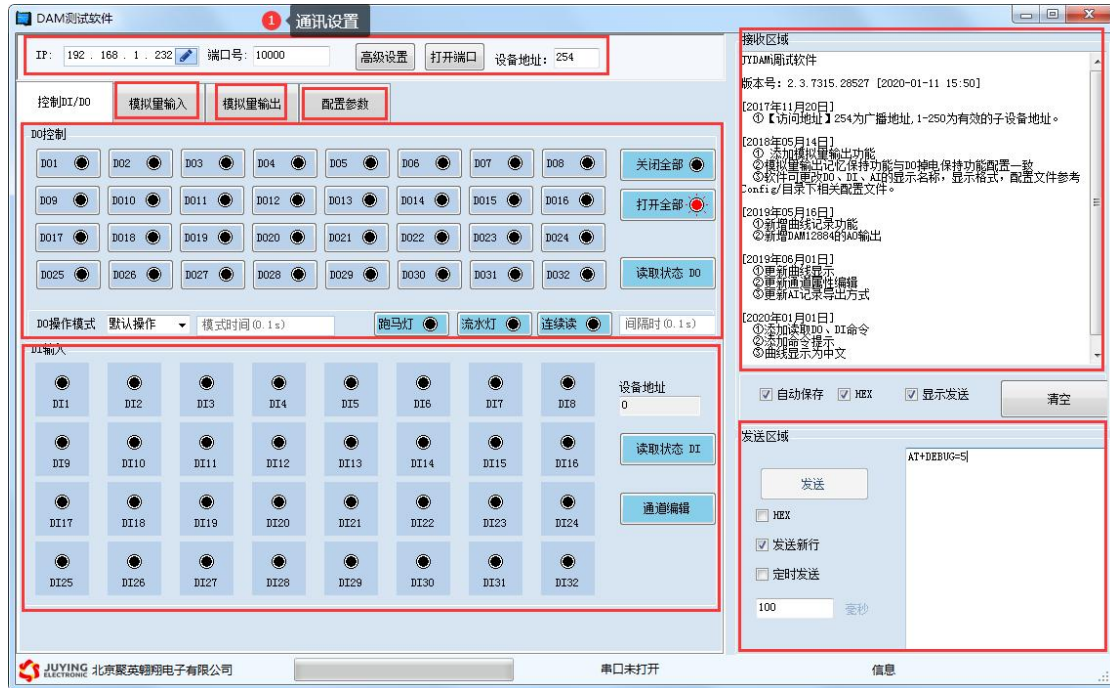 DAM测试软件
1 通讯设置
IP: 192 . 168 . 1 . 232 端口号: 10000 高级设置 打开端口 设备地址: 254
控制DI/DO 模拟量输入 模拟量输出 配置参数
DO控制
DO1 DO2 DO3 DO4 DO5 DO6 DO7 DO8 关闭全部
DO9 DO10 DO11 DO12 DO13 DO14 DO15 DO16 打开全部
DO17 DO18 DO19 DO20 DO21 DO22 DO23 DO24
DO25 DO26 DO27 DO28 DO29 DO30 DO31 DO32 读取状态 DO
DO操作模式 默认操作 模式时间(0.1s) 跑马灯 流水灯 连续读 间隔时(0.1s)
DI输入
DI1 DI2 DI3 DI4 DI5 DI6 DI7 DI8
设备地址
0
DI9 DI10 DI11 DI12 DI13 DI14 DI15 DI16 读取状态 DI
DI17 DI18 DI19 DI20 DI21 DI22 DI23 DI24 通道编辑
DI25 DI26 DI27 DI28 DI29 DI30 DI31 DI32
接收区域
JYDAM调试软件
版本号: 2.3.7315.28527 [2020-01-11 15:50]
[2017年11月20日]
①【访问地址】254为广播地址,1-250为有效的子设备地址。
[2018年05月14日]
① 添加模拟量输出功能
②模拟量输出记忆保持功能与DO掉电保持功能配置一致
③软件可更改DO、DI、AI的显示名称,显示格式,配置文件参考
Config/目录下相关配置文件。
[2019年05月16日]
①新增曲线记录功能
②新增DAM12884的AO输出
[2019年06月01日]
①更新曲线显示
②更新通道属性编辑
③更新AI记录导出方式
[2020年01月01日]
①添加读取DO、DI命令
②添加命令提示
③曲线显示为中文
自动保存 HEX 显示发送 清空
发送区域
AT+DEBUG=5
发送
HEX
发送新行
定时发送
100 毫秒
JUYING ELECTRONIC 北京聚英翱翔电子有限公司 串口未打开 信息